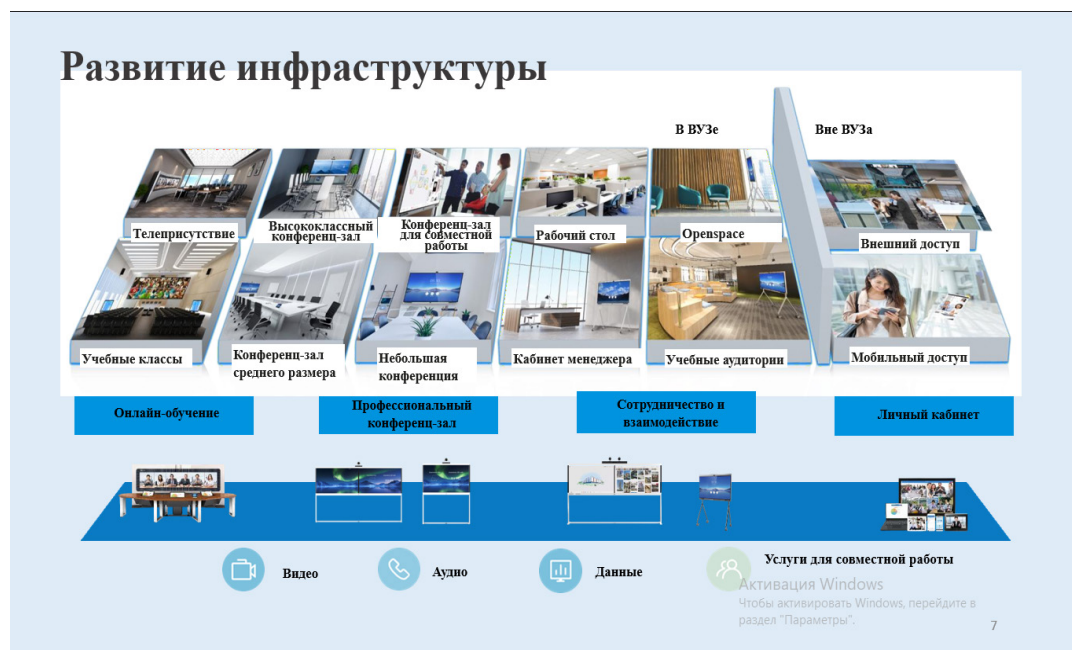 Развитие инфраструктуры
В ВУЗе
Вне ВУЗа
Телеприсутствие
Высококлассный
конференц-зал
Конференц-зал
для совместной
работы
Рабочий стол
Openspace
Внешний доступ
Учебные классы
Конференц-зал
среднего размера
Небольшая
конференция
Кабинет менеджера
Учебные аудитории
Мобильный доступ
Онлайн-обучение
Профессиональный
конференц-зал
Сотрудничество и
взаимодействие
Личный кабинет
Видео
Аудио
Данные
Услуги для совместной работы
Активация Windows
Чтобы активировать Windows, перейдите в
раздел "Параметры".
7